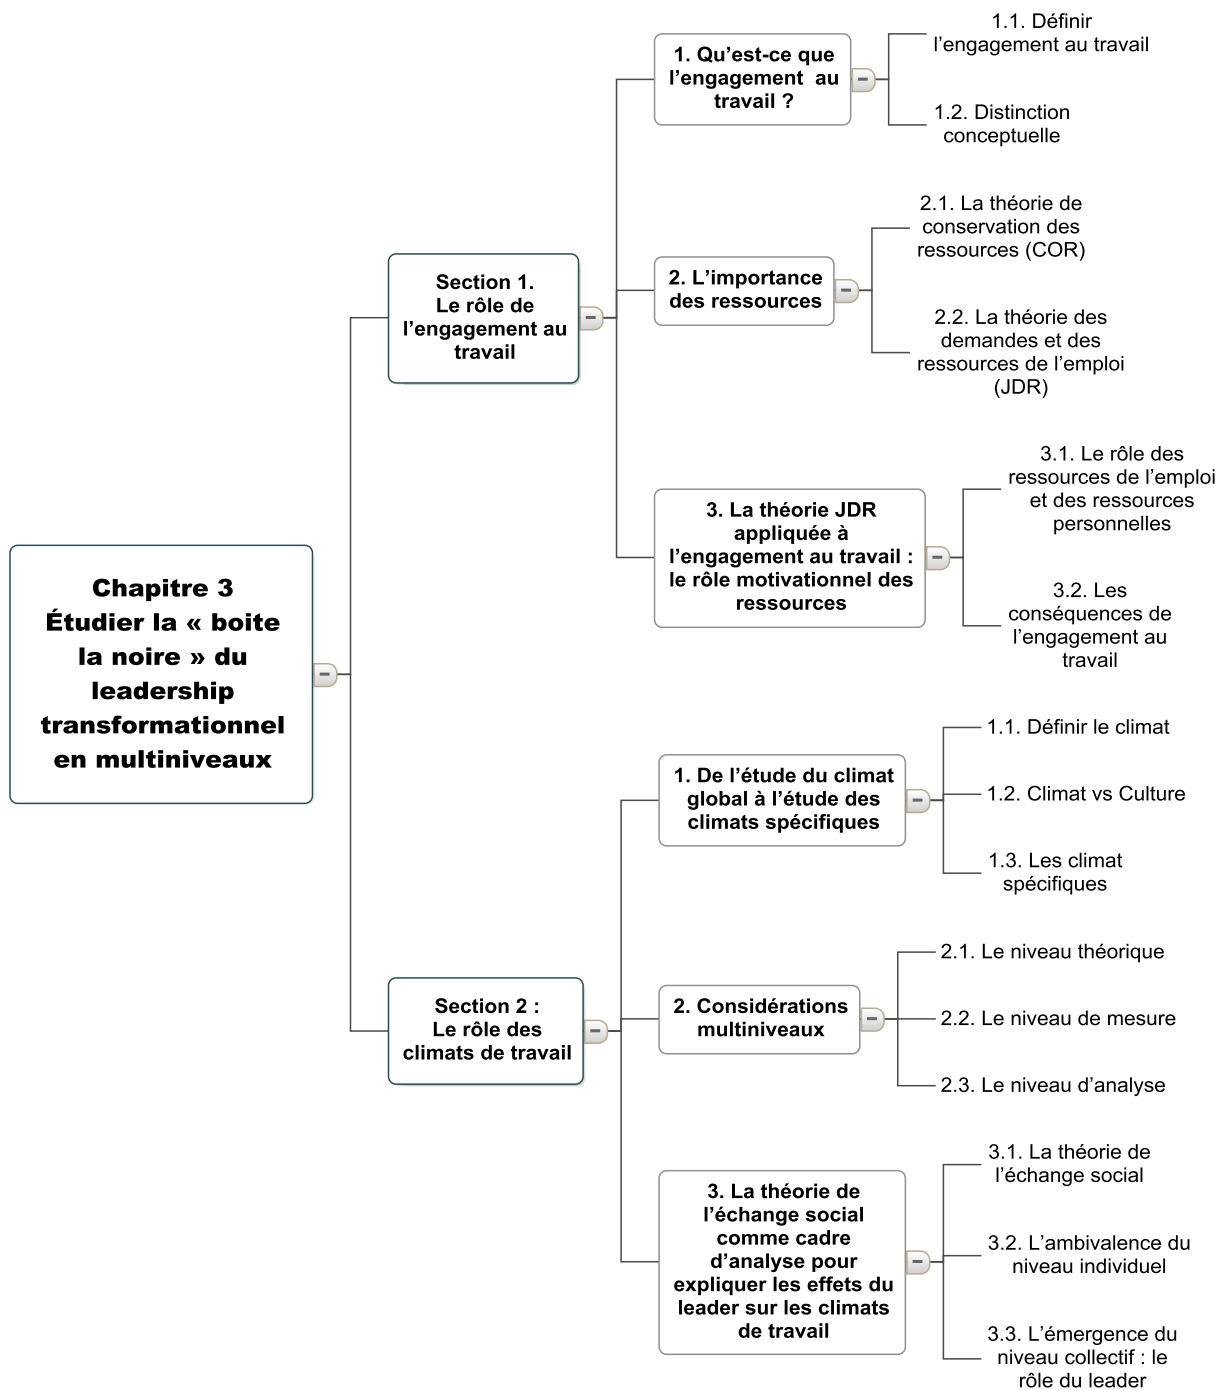 Chapitre 3
Étudier la « boite
la noire » du
leadership
transformationnel
en multiniveaux
Section 1.
Le rôle de
l’engagement au
travail
1. Qu’est-ce que
l’engagement au
travail ?
1.1. Définir
l’engagement au travail
1.2. Distinction
conceptuelle
2. L’importance
des ressources
2.1. La théorie de
conservation des
ressources (COR)
2.2. La théorie des
demandes et des
ressources de l’emploi
(JDR)
3. La théorie JDR
appliquée à
l’engagement au travail :
le rôle motivationnel des
ressources
3.1. Le rôle des
ressources de l’emploi
et des ressources
personnelles
3.2. Les
conséquences de
l’engagement au
travail
Section 2 :
Le rôle des
climats de travail
1. De l’étude du climat
global à l’étude des
climats spécifiques
1.1. Définir le climat
1.2. Climat vs Culture
1.3. Les climat
spécifiques
2. Considérations
multiniveaux
2.1. Le niveau théorique
2.2. Le niveau de mesure
2.3. Le niveau d’analyse
3. La théorie de
l’échange social
comme cadre
d’analyse pour
expliquer les effets du
leader sur les climats
de travail
3.1. La théorie de
l’échange social
3.2. L’ambivalence du
niveau individuel
3.3. L’émergence du
niveau collectif : le
rôle du leader